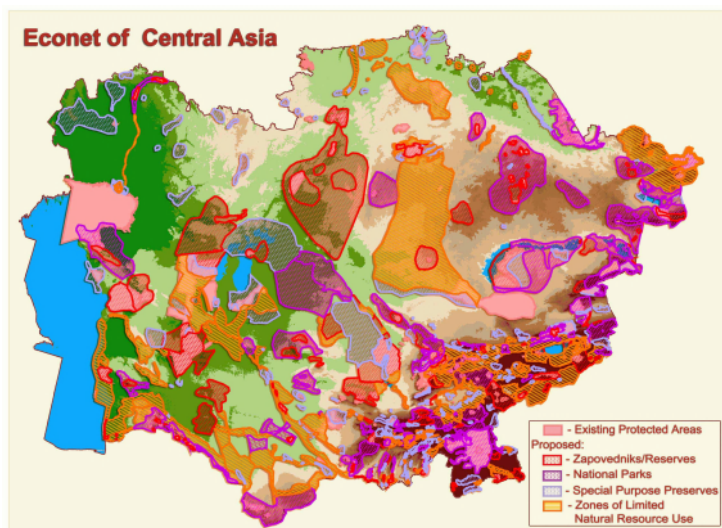 Econet of Central Asia
- Existing Protected Areas
Proposed:
- Zapovedniks/Reserves
- National Parks
- Special Purpose Preserves
- Zones of Limited
Natural Resource Use